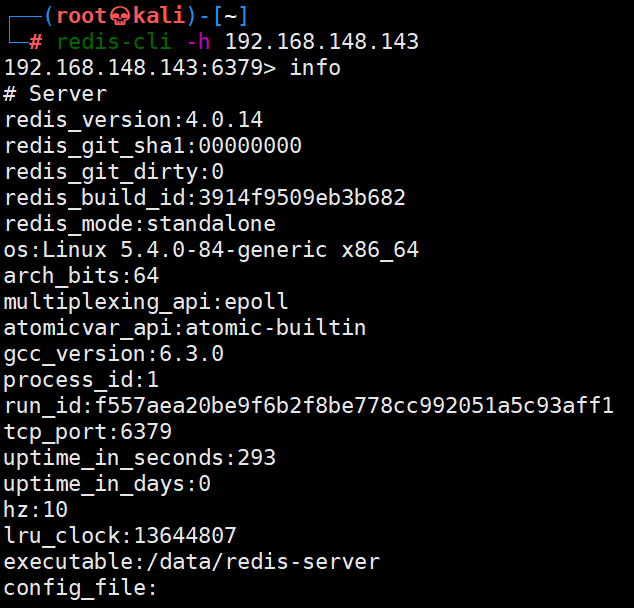 ┌──(root💀kali)-[~]
└─# redis-cli -h 192.168.148.143
192.168.148.143:6379> info
# Server
redis_version:4.0.14
redis_git_sha1:00000000
redis_git_dirty:0
redis_build_id:3914f9509eb3b682
redis_mode:standalone
os:Linux 5.4.0-84-generic x86_64
arch_bits:64
multiplexing_api:epoll
atomicvar_api:atomic-builtin
gcc_version:6.3.0
process_id:1
run_id:f557aea20be9f6b2f8be778cc992051a5c93aff1
tcp_port:6379
uptime_in_seconds:293
uptime_in_days:0
hz:10
lru_clock:13644807
executable:/data/redis-server
config_file: